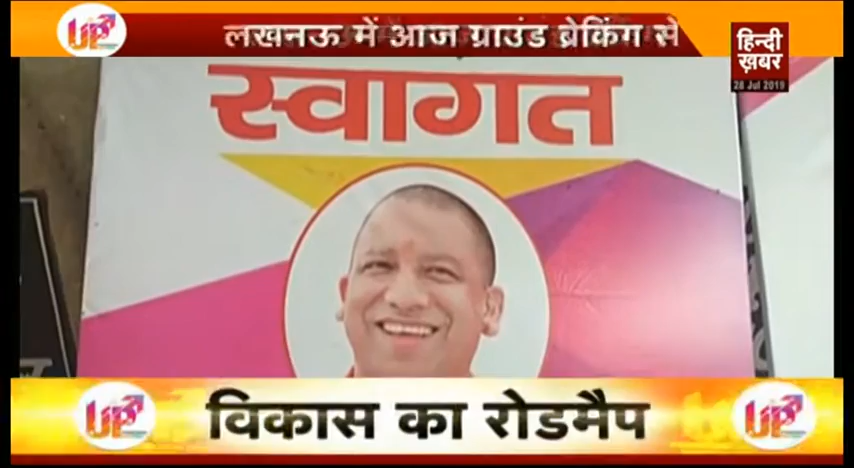 UP
लखनऊ में आज ग्राउंड ब्रेकिंग से
हिन्दी
ख़बर
28 Jul 2019
स्वागत
UP
विकास का रोडमैप
UP